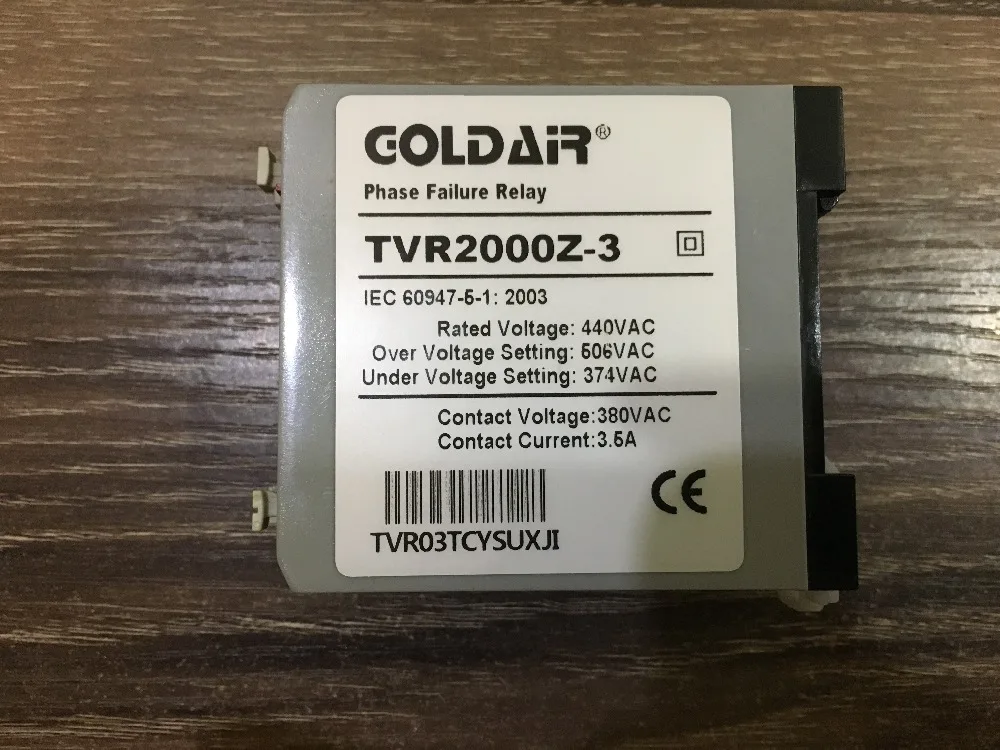 GOLDAiR®
Phase Failure Relay
TVR2000Z-3
IEC 60947-5-1: 2003
Rated Voltage: 440VAC
Over Voltage Setting: 506VAC
Under Voltage Setting: 374VAC
Contact Voltage:380VAC
Contact Current:3.5A
CE
TVR03TCYSUXJI